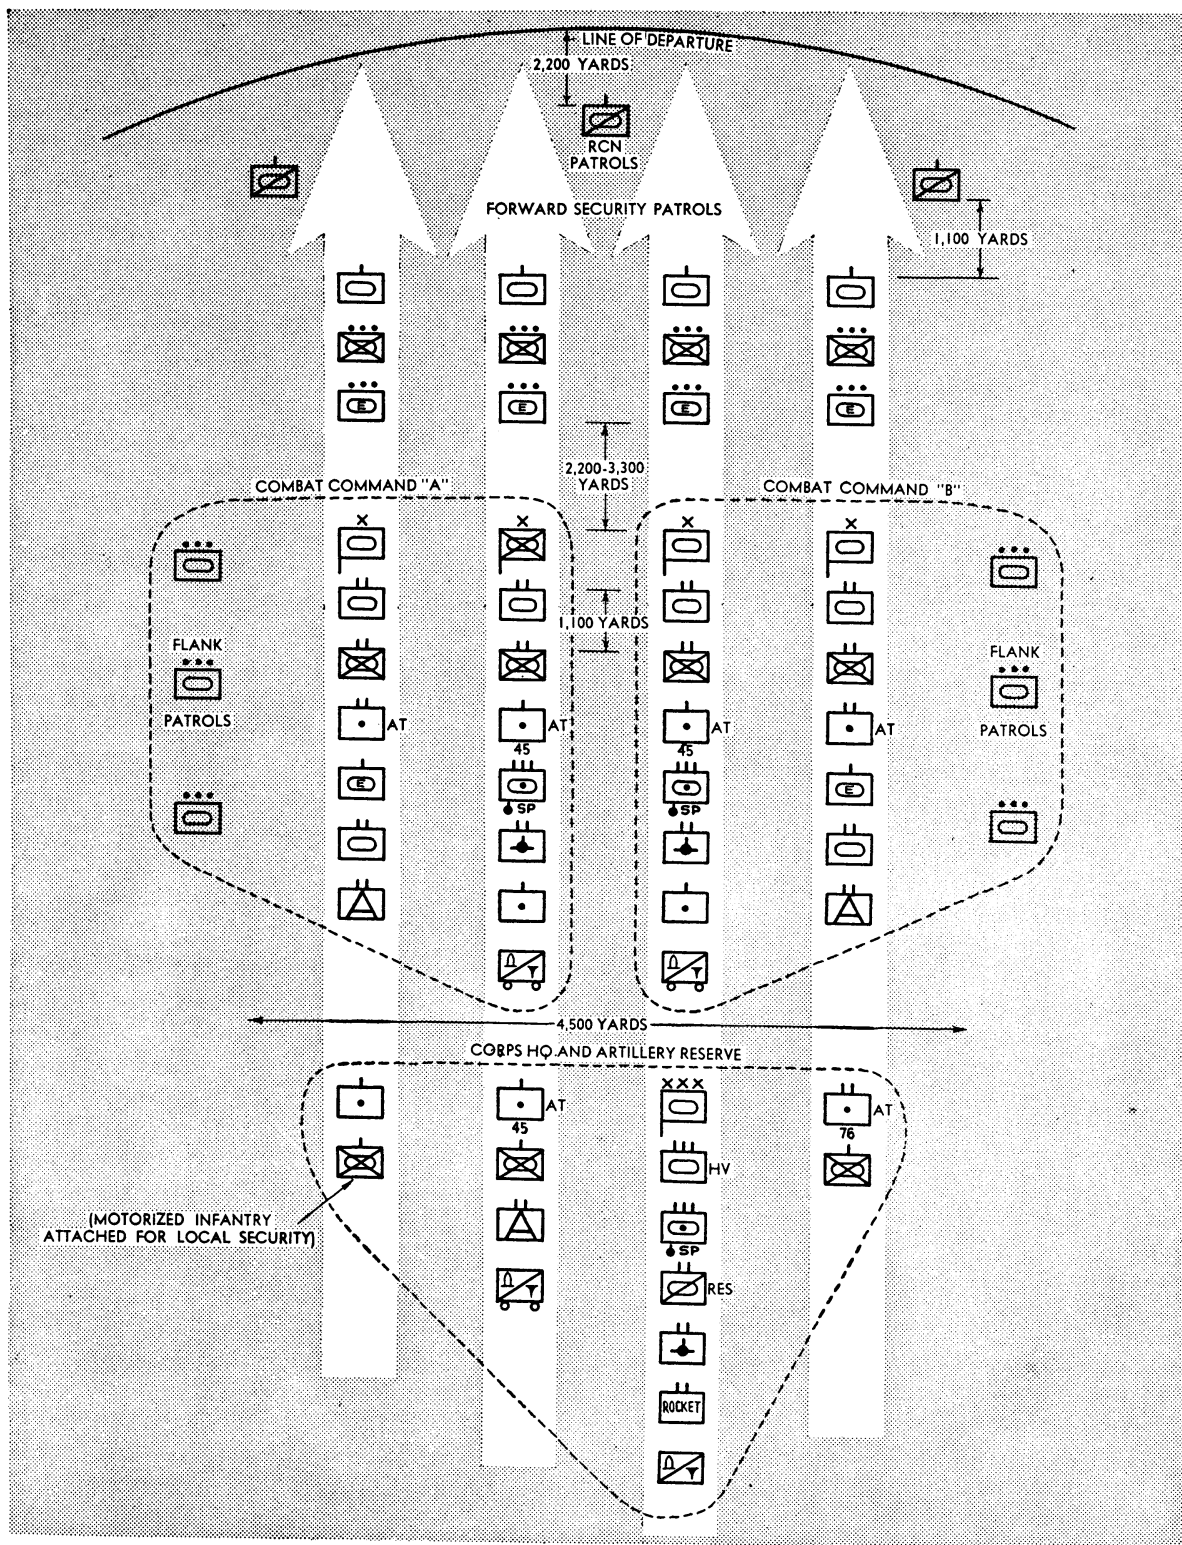 LINE OF DEPARTURE
2,200 YARDS
RCN
PATROLS
FORWARD SECURITY PATROLS
1,100 YARDS
E
E
E
E
2,200-3,300
YARDS
COMBAT COMMAND "A"
COMBAT COMMAND "B"
1,100 YARDS
FLANK
PATROLS
FLANK
PATROLS
AT
AT
45
AT
45
AT
E
SP
SP
E
4,500 YARDS
CORPS HQ. AND ARTILLERY RESERVE
AT
45
AT
76
HV
(MOTORIZED INFANTRY
ATTACHED FOR LOCAL SECURITY)
SP
RES
ROCKET